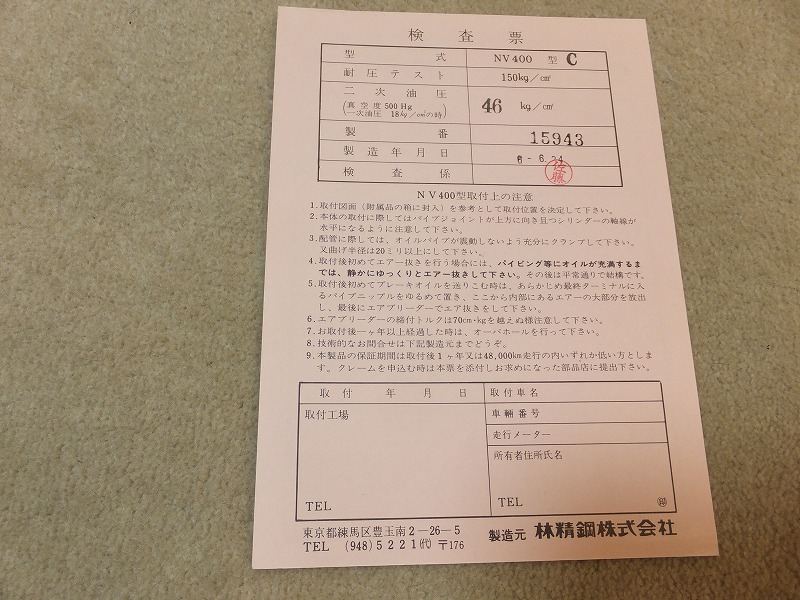 検査票
型式 NV400 型 C
耐圧テスト 150kg/cm²
二次油圧 46 kg/cm²
(真空度500Hg
一次油圧 18kg/cm²の時)
製番 15943
製造年月日 6-6.24
検査係 佐藤
NV400型取付上の注意
1. 取付図面(附属品の箱に封入)を参考として取付位置を決定して下さい。
2. 本体の取付に際してはパイプジョイントが上方に向き且つシリンダーの軸線が
水平になるように注意して下さい。
3. 配管に際しては、オイルパイプが震動しないよう充分にクランプして下さい。
又曲げ半径は20ミリ以上にして下さい。
4. 取付後初めてエアー抜きを行う場合には、パイピング等にオイルが充満するま
では、静かにゆっくりとエアー抜きして下さい。その後は平常通りで結構です。
5. 取付後初めてブレーキオイルを送りこむ時は、あらかじめ最終ターミナルに入
るパイプニップルをゆるめて置き、ここから内部にあるエアーの大部分を放出
し、最後にエアブリーダーでエア抜きをして下さい。
6. エアブリーダーの締付トルクは70cm·kgを越えぬ様注意して下さい。
7. お取付後一ヶ年以上経過した時は、オーバホールを行って下さい。
8. 技術的なお問合せは下記製造元までどうぞ。
9. 本製品の保証期間は取付後1ヶ年又は48,000km走行の内いずれか低い方としま
す。クレームを申込む時は本票を添付しお求めになった部品店に提出下さい。
取付 年 月 日
取付工場
TEL
取付車名
車輛番号
走行メーター
所有者住所氏名
TEL ㊞
東京都練馬区豊玉南2-26-5
TEL (948)5221(代) 〒176
製造元 林精鋼株式会社